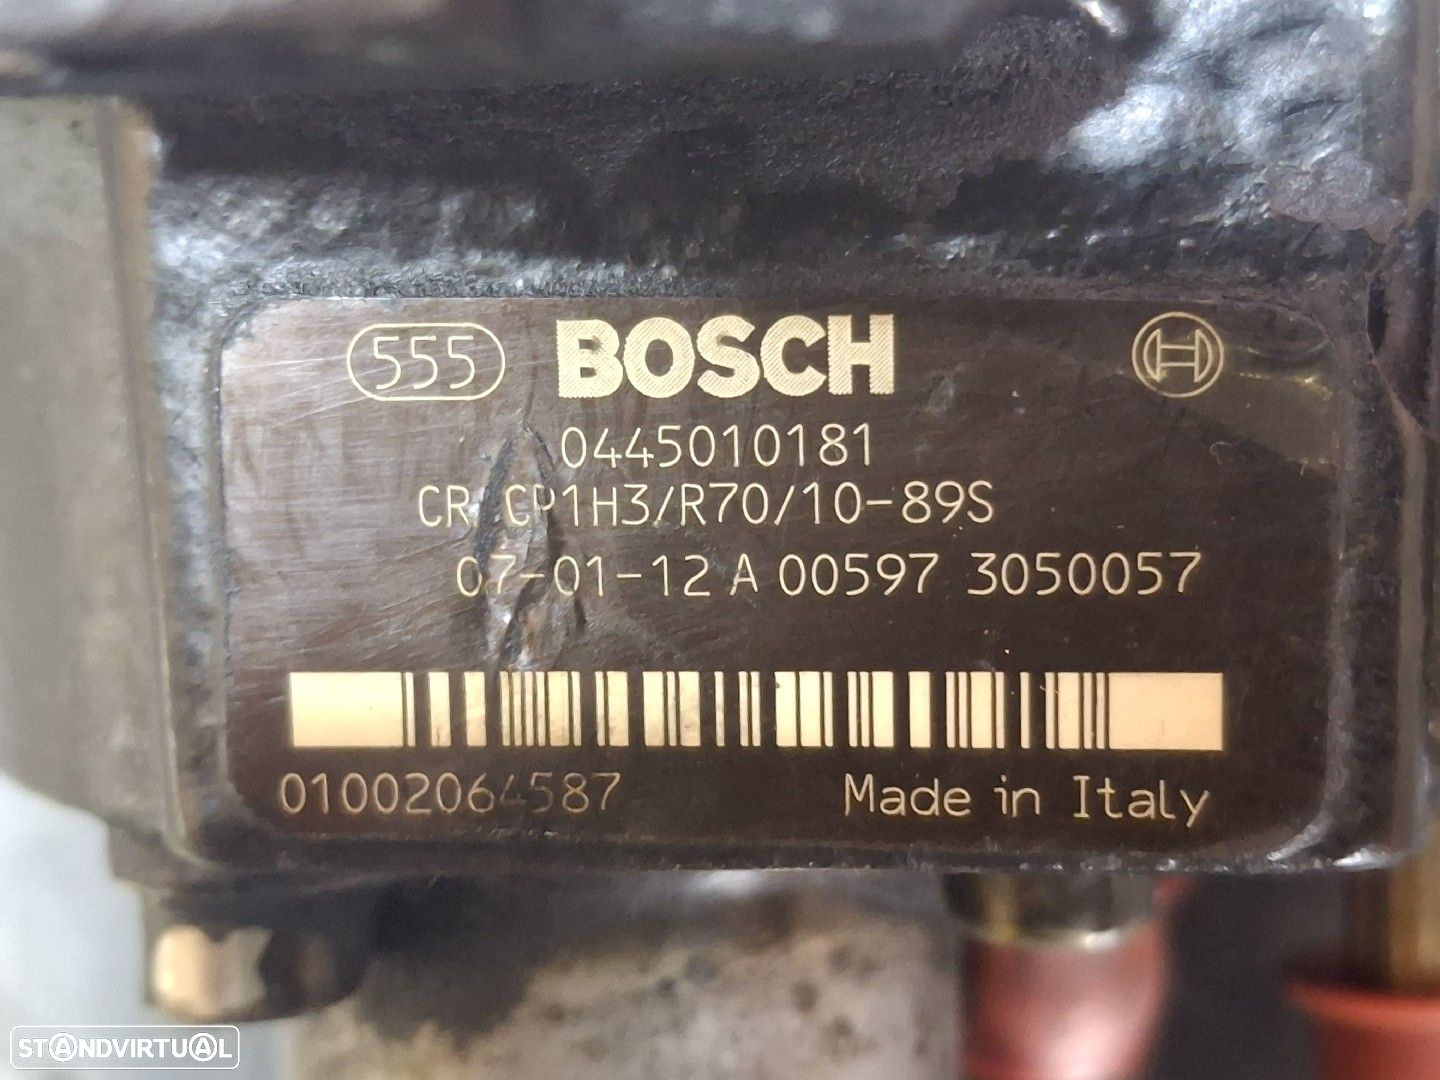 555 BOSCH
0445010181
CR CP1H3/R70/10-89S
07-01-12 A 00597 3050057
01002064587 Made in Italy
STANDVIRTUAL